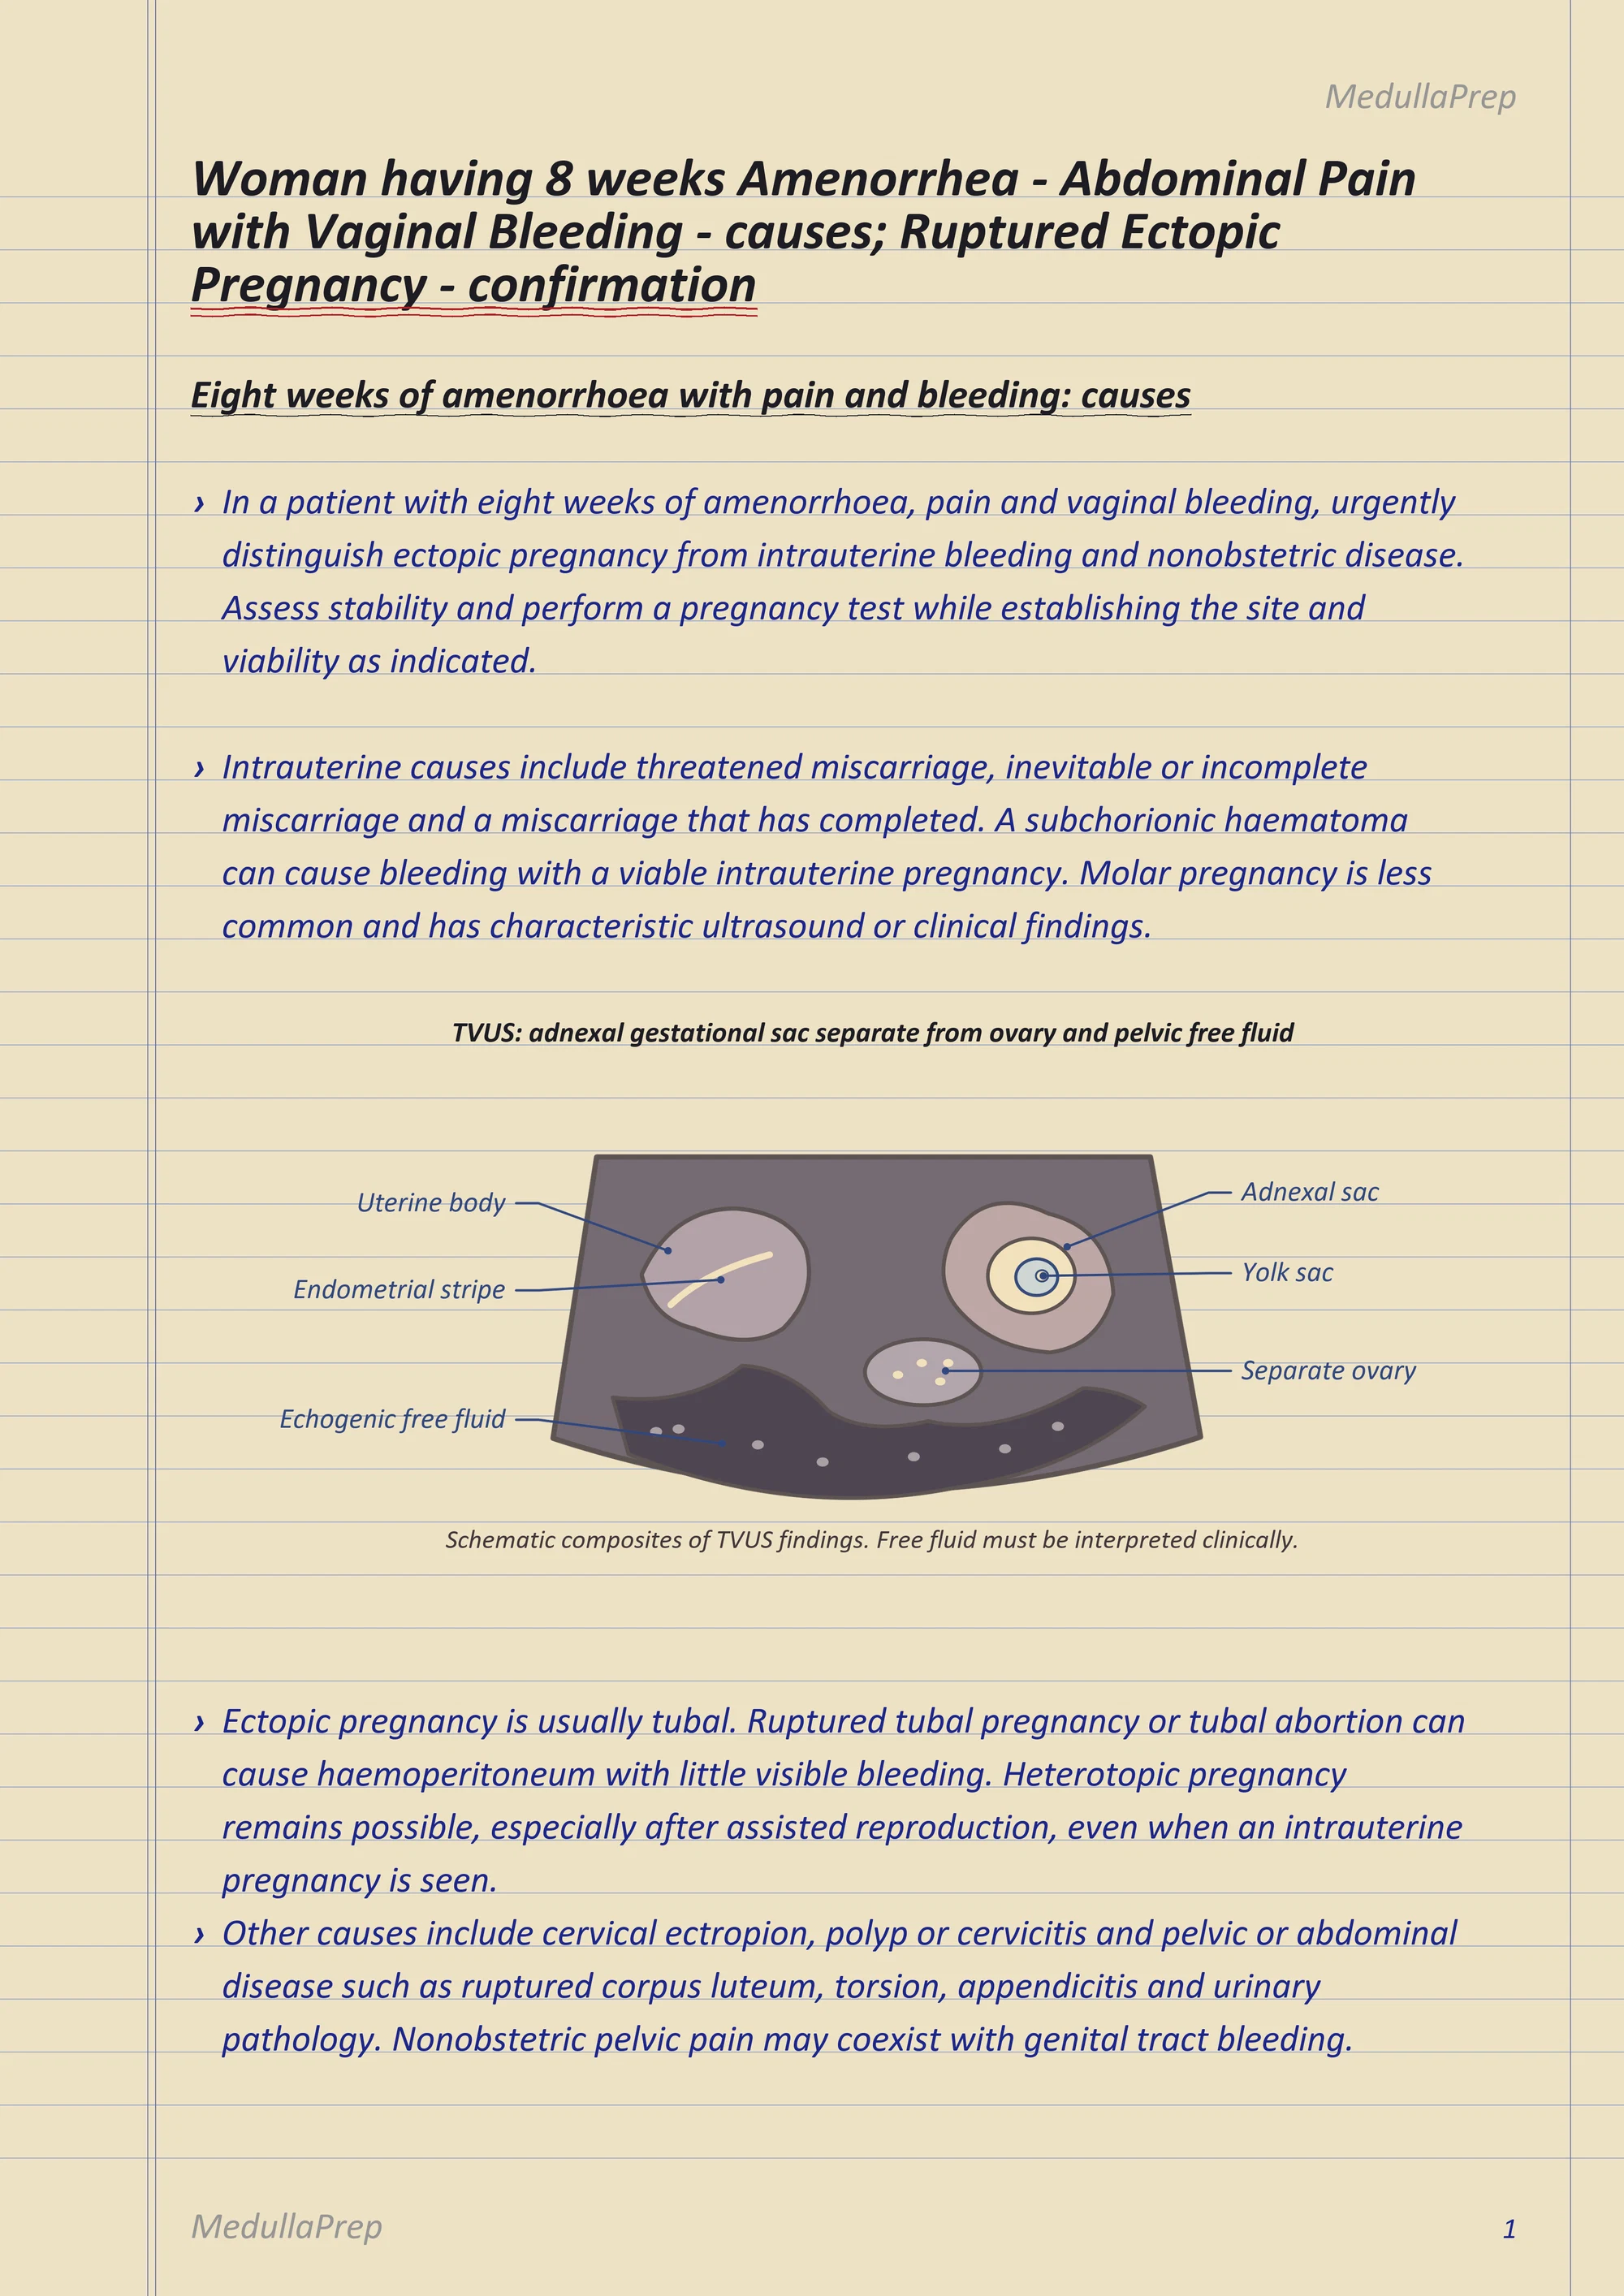 MedullaPrep
Woman having 8 weeks Amenorrhea - Abdominal Pain
with Vaginal Bleeding - causes; Ruptured Ectopic
Pregnancy - confirmation
Eight weeks of amenorrhoea with pain and bleeding: causes
› In a patient with eight weeks of amenorrhoea, pain and vaginal bleeding, urgently
distinguish ectopic pregnancy from intrauterine bleeding and nonobstetric disease.
Assess stability and perform a pregnancy test while establishing the site and
viability as indicated.
› Intrauterine causes include threatened miscarriage, inevitable or incomplete
miscarriage and a miscarriage that has completed. A subchorionic haematoma
can cause bleeding with a viable intrauterine pregnancy. Molar pregnancy is less
common and has characteristic ultrasound or clinical findings.
TVUS: adnexal gestational sac separate from ovary and pelvic free fluid
Uterine body
Adnexal sac
Endometrial stripe
Yolk sac
Separate ovary
Echogenic free fluid
Schematic composites of TVUS findings. Free fluid must be interpreted clinically.
› Ectopic pregnancy is usually tubal. Ruptured tubal pregnancy or tubal abortion can
cause haemoperitoneum with little visible bleeding. Heterotopic pregnancy
remains possible, especially after assisted reproduction, even when an intrauterine
pregnancy is seen.
› Other causes include cervical ectropion, polyp or cervicitis and pelvic or abdominal
disease such as ruptured corpus luteum, torsion, appendicitis and urinary
pathology. Nonobstetric pelvic pain may coexist with genital tract bleeding.
MedullaPrep
1